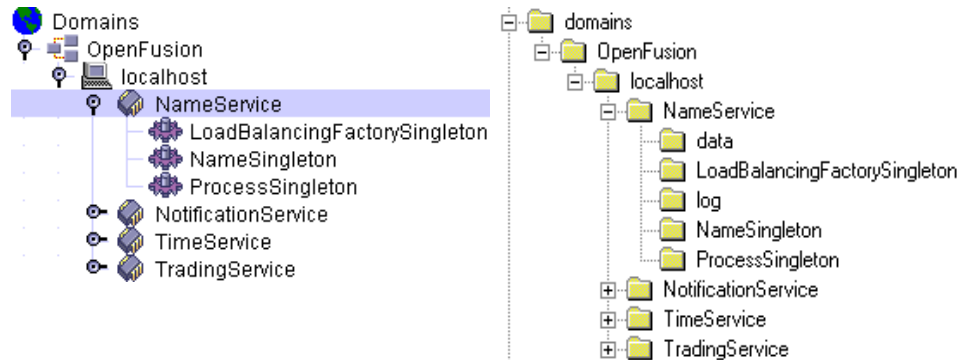 Domains
OpenFusion
localhost
NameService
LoadBalancingFactorySingleton
NameSingleton
ProcessSingleton
NotificationService
TimeService
TradingService
domains
OpenFusion
localhost
NameService
data
LoadBalancingFactorySingleton
log
NameSingleton
ProcessSingleton
NotificationService
TimeService
TradingService